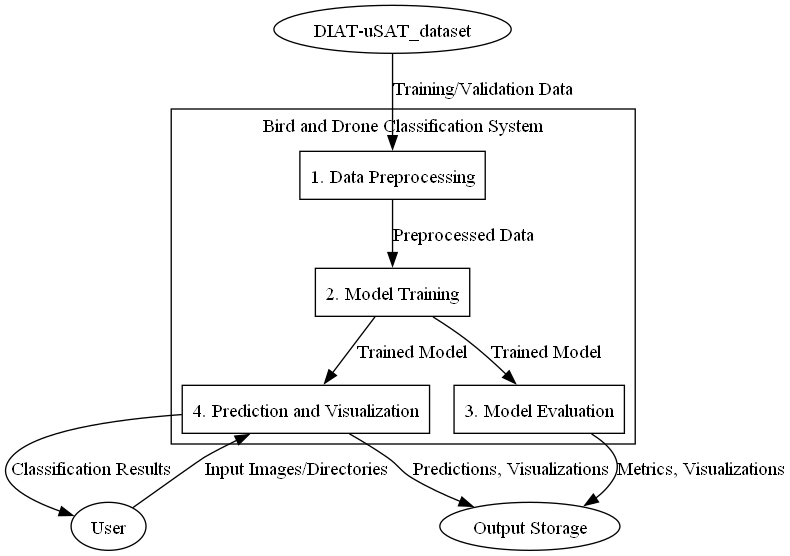 DIAT-uSAT_dataset
Training/Validation Data
Bird and Drone Classification System
1. Data Preprocessing
Preprocessed Data
2. Model Training
Trained Model
Trained Model
4. Prediction and Visualization
3. Model Evaluation
Classification Results
Input Images/Directories
Predictions, Visualizations
Metrics, Visualizations
User
Output Storage